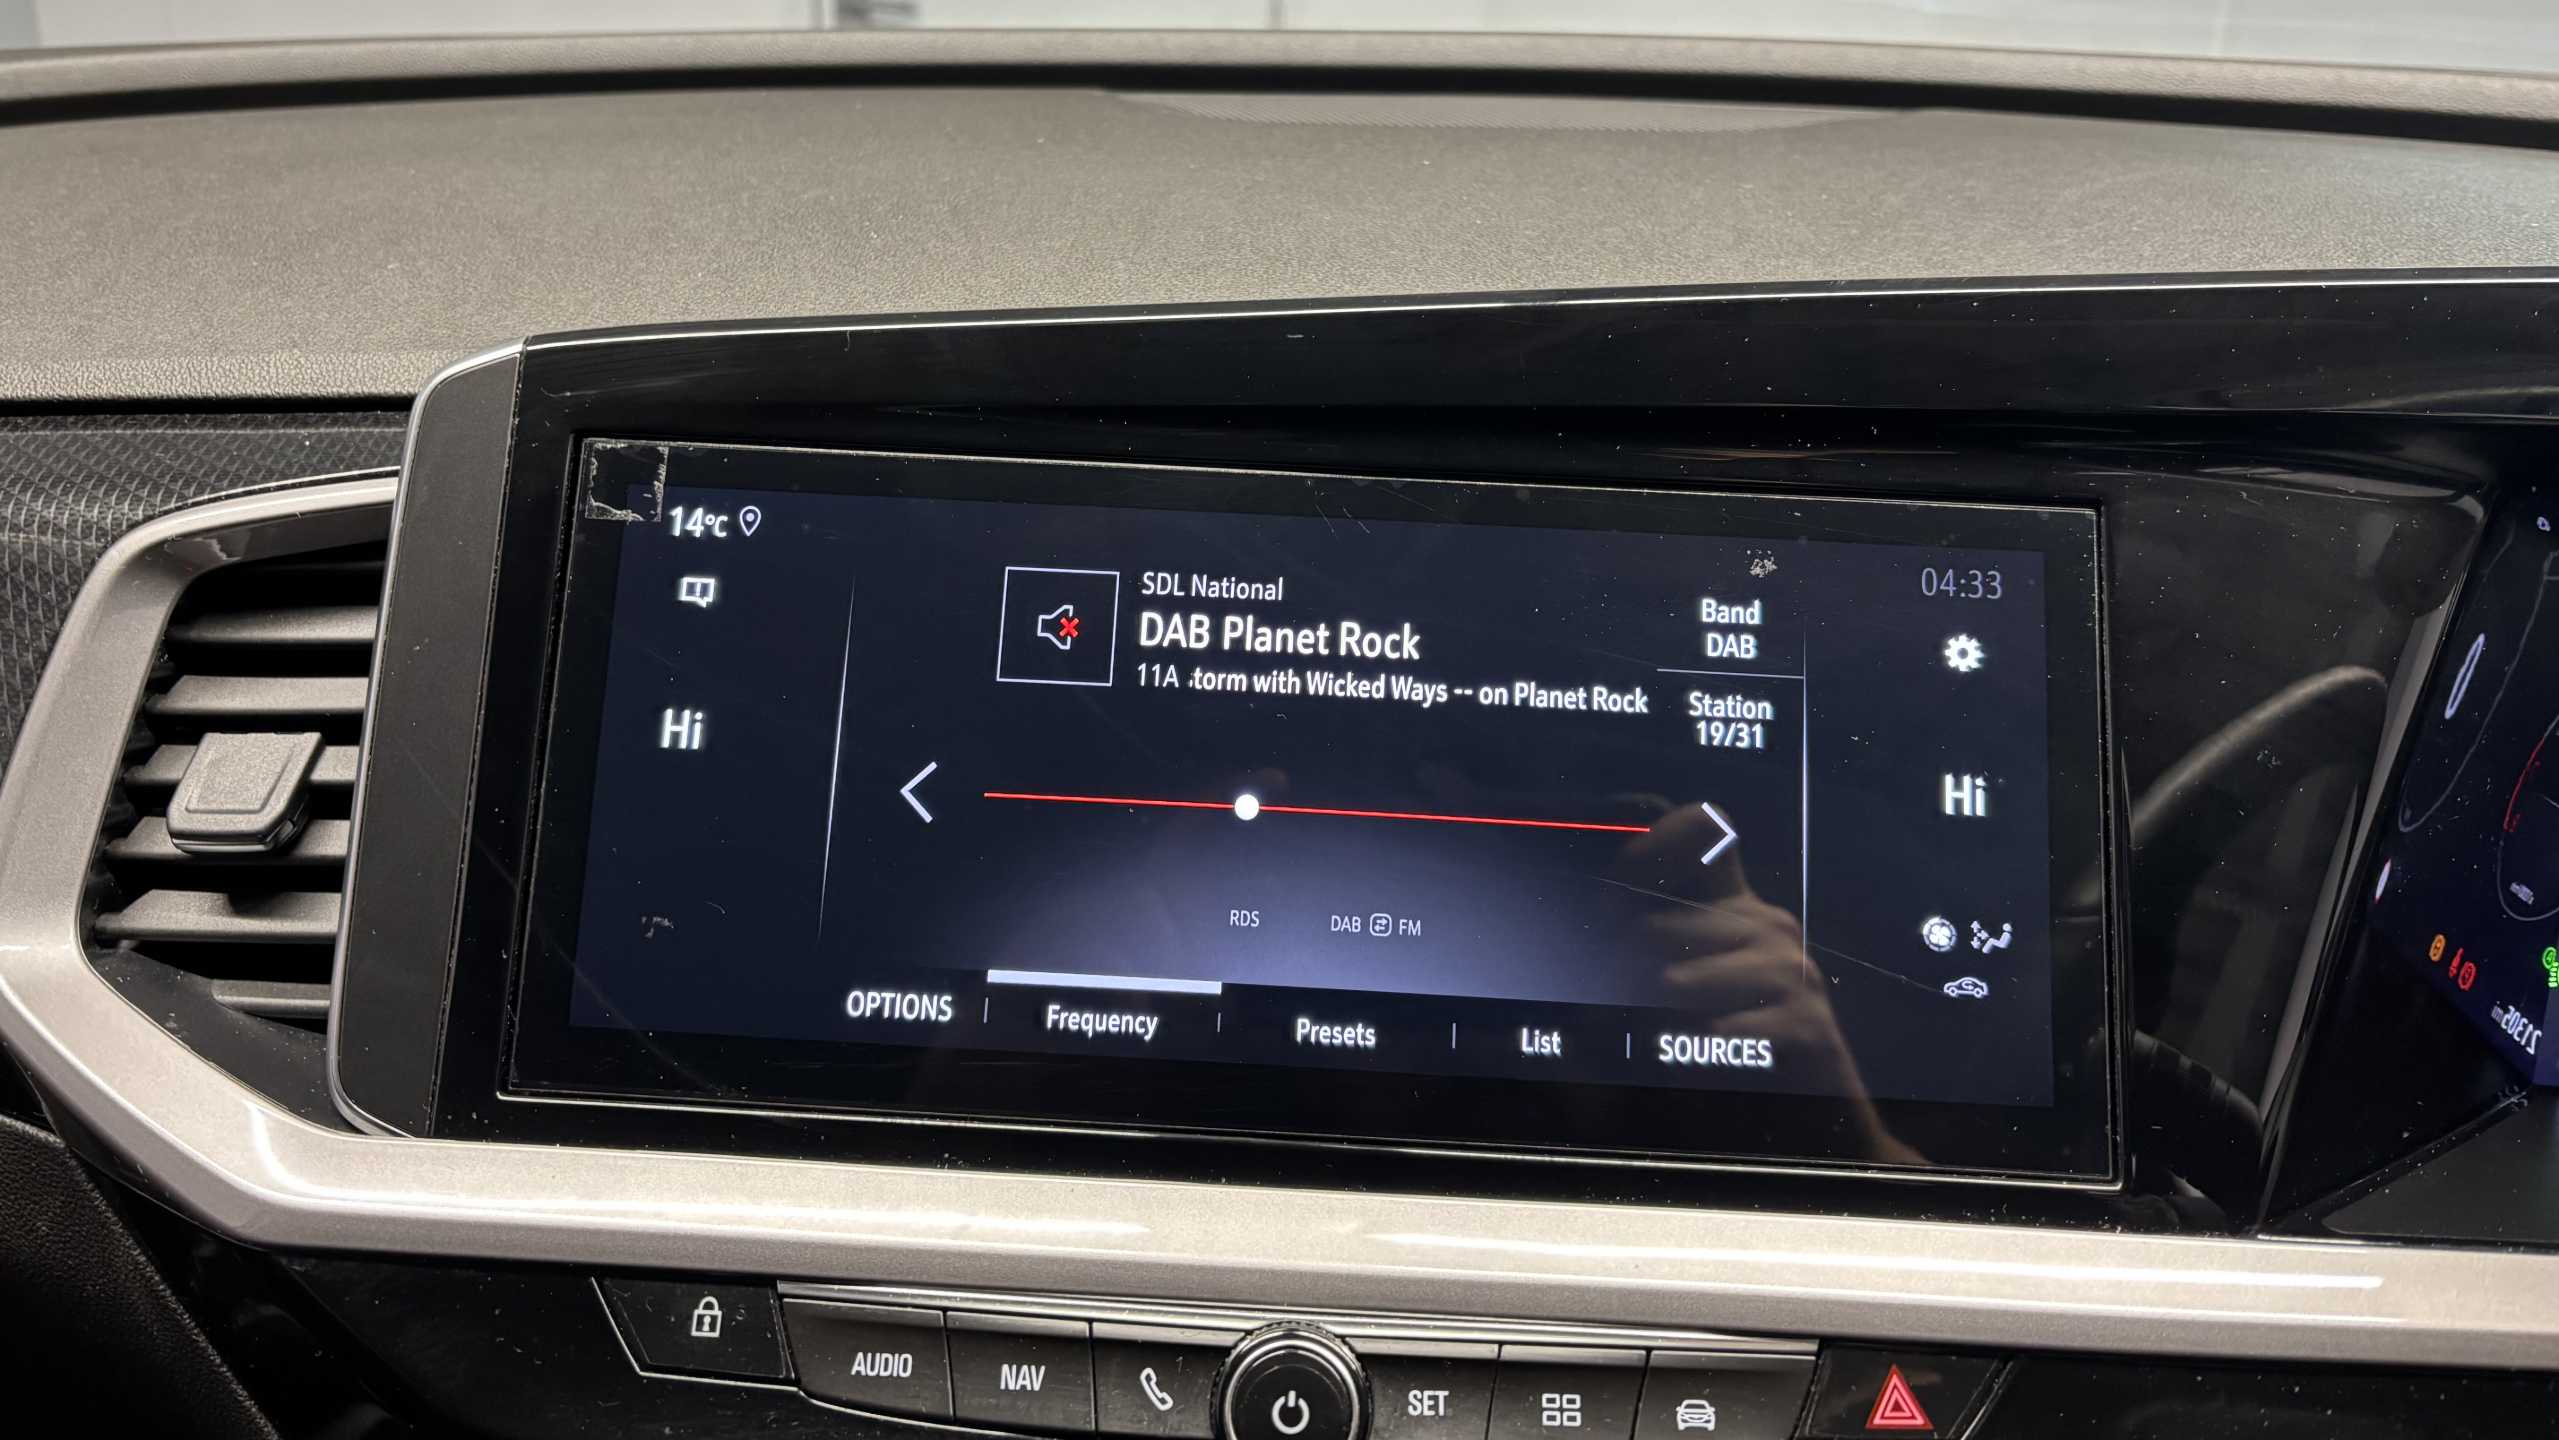 14°C
04:33
SDL National
DAB Planet Rock
11A .torm with Wicked Ways -- on Planet Rock
Band
DAB
Station
19/31
Hi
Hi
RDS
DAB FM
OPTIONS
Frequency
Presets
List
SOURCES
AUDIO
NAV
SET
0